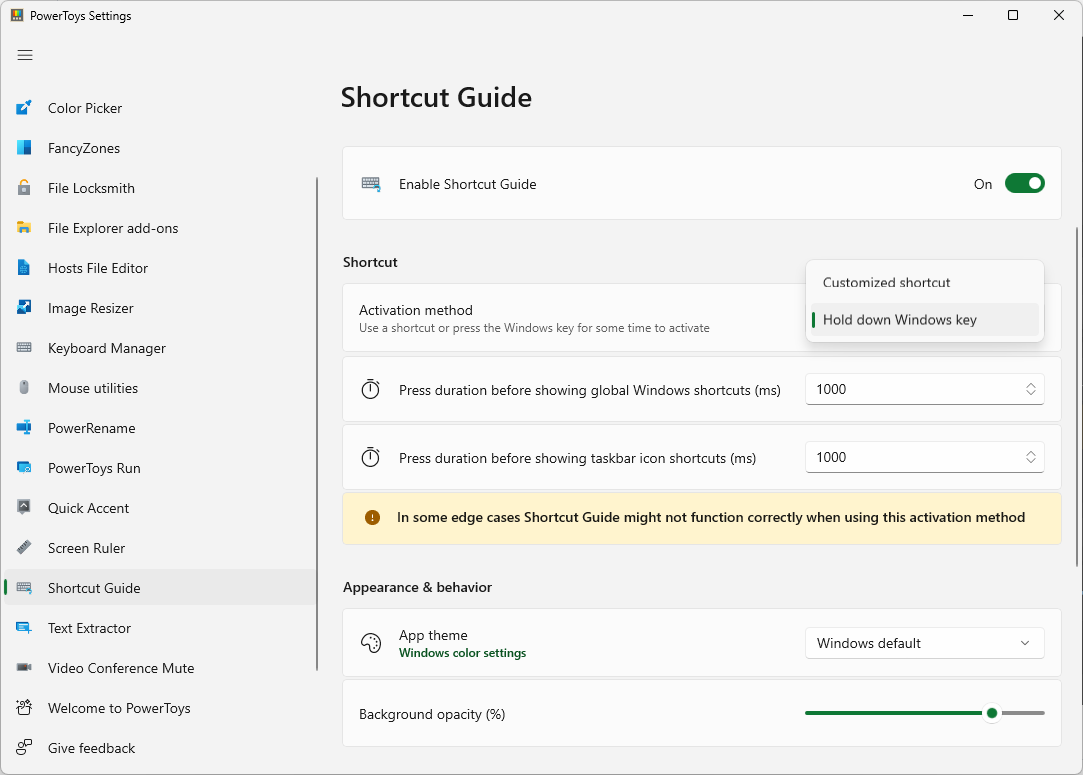 PowerToys Settings
Color Picker
FancyZones
File Locksmith
File Explorer add-ons
Hosts File Editor
Image Resizer
Keyboard Manager
Mouse utilities
PowerRename
PowerToys Run
Quick Accent
Screen Ruler
Shortcut Guide
Text Extractor
Video Conference Mute
Welcome to PowerToys
Give feedback
Shortcut Guide
Enable Shortcut Guide
On
Shortcut
Activation method
Use a shortcut or press the Windows key for some time to activate
Customized shortcut
Hold down Windows key
Press duration before showing global Windows shortcuts (ms)
1000
Press duration before showing taskbar icon shortcuts (ms)
1000
In some edge cases Shortcut Guide might not function correctly when using this activation method
Appearance & behavior
App theme
Windows color settings
Windows default
Background opacity (%)